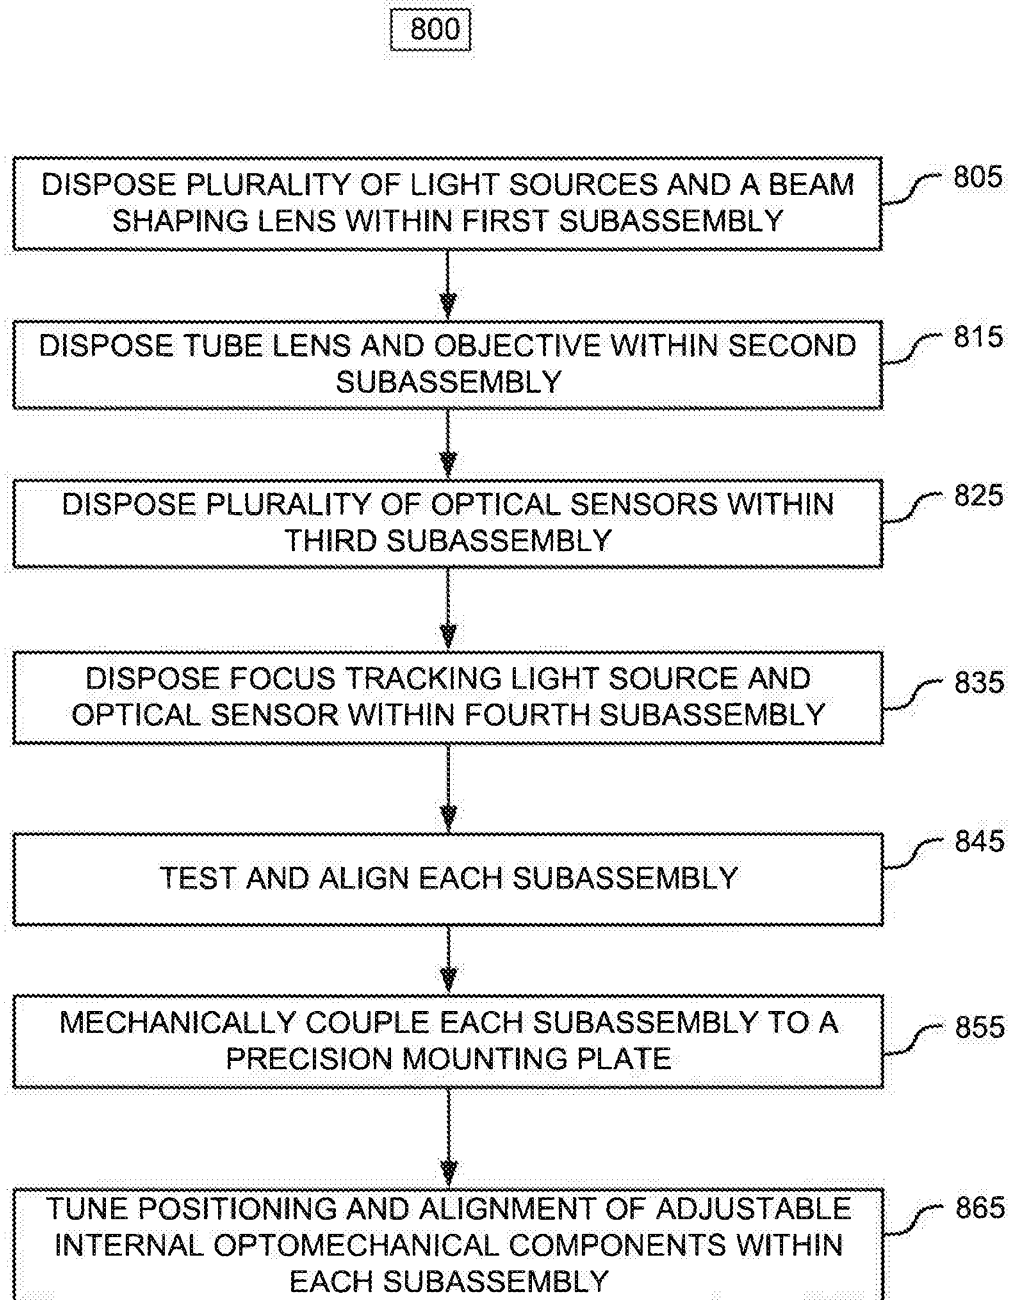 800
DISPOSE PLURALITY OF LIGHT SOURCES AND A BEAM
SHAPING LENS WITHIN FIRST SUBASSEMBLY
805
DISPOSE TUBE LENS AND OBJECTIVE WITHIN SECOND
SUBASSEMBLY
815
DISPOSE PLURALITY OF OPTICAL SENSORS WITHIN
THIRD SUBASSEMBLY
825
DISPOSE FOCUS TRACKING LIGHT SOURCE AND
OPTICAL SENSOR WITHIN FOURTH SUBASSEMBLY
835
TEST AND ALIGN EACH SUBASSEMBLY
845
MECHANICALLY COUPLE EACH SUBASSEMBLY TO A
PRECISION MOUNTING PLATE
855
TUNE POSITIONING AND ALIGNMENT OF ADJUSTABLE
INTERNAL OPTOMECHANICAL COMPONENTS WITHIN
EACH SUBASSEMBLY
865